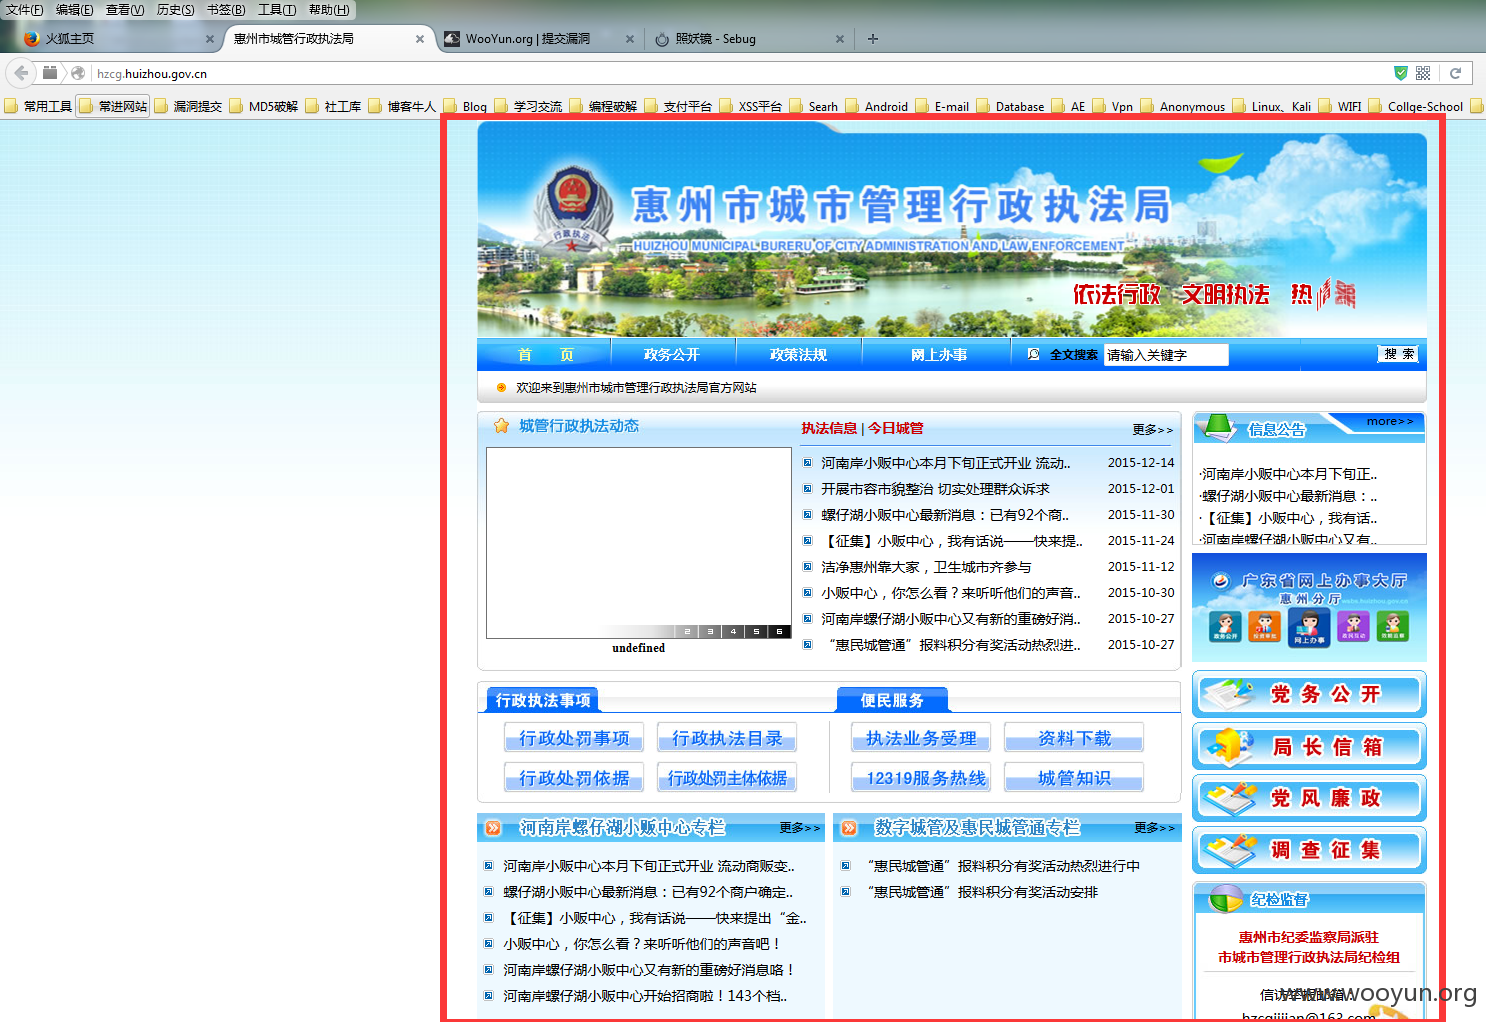 文件(F) 编辑(E) 查看(V) 历史(S) 书签(B) 工具(T) 帮助(H)
火狐主页 × 惠州市城管行政执法局 × WooYun.org | 提交漏洞 × 照妖镜 - Sebug × +
hzcg.huizhou.gov.cn
常用工具 常进网站 漏洞提交 MD5破解 社工库 博客牛人 Blog 学习交流 编程破解 支付平台 XSS平台 Searh Android E-mail Database AE Vpn Anonymous Linux、Kali WIFI Collge-School
惠州市城市管理行政执法局
行政执法
HUIZHOU MUNICIPAL BURERU OF CITY ADMINISTRATION AND LAW ENFORCEMENT
依法行政 文明执法 热
首 页 政务公开 政策法规 网上办事 全文搜索 请输入关键字 搜 索
欢迎来到惠州市城市管理行政执法局官方网站
城管行政执法动态
2 3 4 5 6
undefined
执法信息 | 今日城管 更多>>
河南岸小贩中心本月下旬正式开业 流动.. 2015-12-14
开展市容市貌整治 切实处理群众诉求 2015-12-01
螺仔湖小贩中心最新消息：已有92个商.. 2015-11-30
【征集】小贩中心，我有话说——快来提.. 2015-11-24
洁净惠州靠大家，卫生城市齐参与 2015-11-12
小贩中心，你怎么看？来听听他们的声音.. 2015-10-30
河南岸螺仔湖小贩中心又有新的重磅好消.. 2015-10-27
“惠民城管通”报料积分有奖活动热烈进.. 2015-10-27
信息公告 more>>
·河南岸小贩中心本月下旬正..
·螺仔湖小贩中心最新消息：..
·【征集】小贩中心，我有话..
·河南岸螺仔湖小贩中心又有..
广东省网上办事大厅
惠州分厅
政务公开 投资审批 网上办事 政民互动 效能监察
行政执法事项
行政处罚事项 行政执法目录
行政处罚依据 行政处罚主体依据
便民服务
执法业务受理 资料下载
12319服务热线 城管知识
党务公开
局长信箱
党风廉政
调查征集
河南岸螺仔湖小贩中心专栏 更多>>
河南岸小贩中心本月下旬正式开业 流动商贩变..
螺仔湖小贩中心最新消息：已有92个商户确定..
【征集】小贩中心，我有话说——快来提出“金..
小贩中心，你怎么看？来听听他们的声音吧！
河南岸螺仔湖小贩中心又有新的重磅好消息咯！
河南岸螺仔湖小贩中心开始招商啦！143个档..
数字城管及惠民城管通专栏 更多>>
“惠民城管通”报料积分有奖活动热烈进行中
“惠民城管通”报料积分有奖活动安排
纪检监督
惠州市纪委监察局派驻
市城市管理行政执法局纪检组
信访举报邮箱：
hzcgjijian@163.com
www.wooyun.org